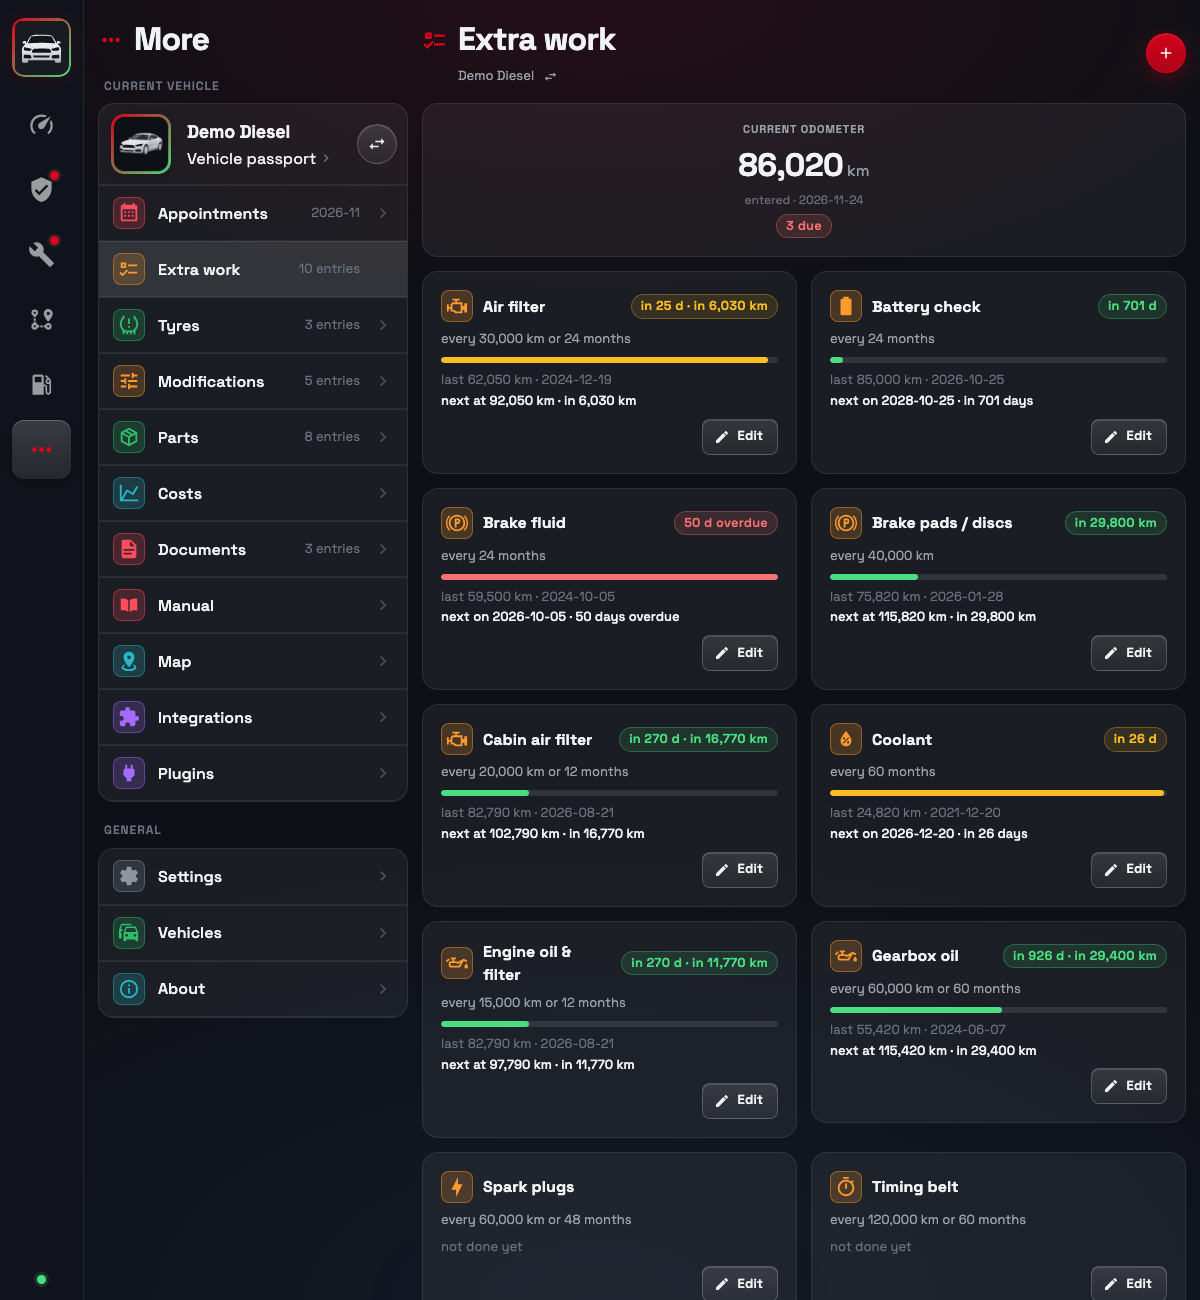 More
CURRENT VEHICLE
Demo Diesel
Vehicle passport
Appointments 2026-11
Extra work 10 entries
Tyres 3 entries
Modifications 5 entries
Parts 8 entries
Costs
Documents 3 entries
Manual
Map
Integrations
Plugins
GENERAL
Settings
Vehicles
About
Extra work
Demo Diesel
CURRENT ODOMETER
86,020 km
entered · 2026-11-24
3 due
Air filter in 25 d · in 6,030 km
every 30,000 km or 24 months
last 62,050 km · 2024-12-19
next at 92,050 km · in 6,030 km
Edit
Battery check in 701 d
every 24 months
last 85,000 km · 2026-10-25
next on 2028-10-25 · in 701 days
Edit
Brake fluid 50 d overdue
every 24 months
last 59,500 km · 2024-10-05
next on 2026-10-05 · 50 days overdue
Edit
Brake pads / discs in 29,800 km
every 40,000 km
last 75,820 km · 2026-01-28
next at 115,820 km · in 29,800 km
Edit
Cabin air filter in 270 d · in 16,770 km
every 20,000 km or 12 months
last 82,790 km · 2026-08-21
next at 102,790 km · in 16,770 km
Edit
Coolant in 26 d
every 60 months
last 24,820 km · 2021-12-20
next on 2026-12-20 · in 26 days
Edit
Engine oil &
filter
in 270 d · in 11,770 km
every 15,000 km or 12 months
last 82,790 km · 2026-08-21
next at 97,790 km · in 11,770 km
Edit
Gearbox oil in 926 d · in 29,400 km
every 60,000 km or 60 months
last 55,420 km · 2024-06-07
next at 115,420 km · in 29,400 km
Edit
Spark plugs
every 60,000 km or 48 months
not done yet
Edit
Timing belt
every 120,000 km or 60 months
not done yet
Edit